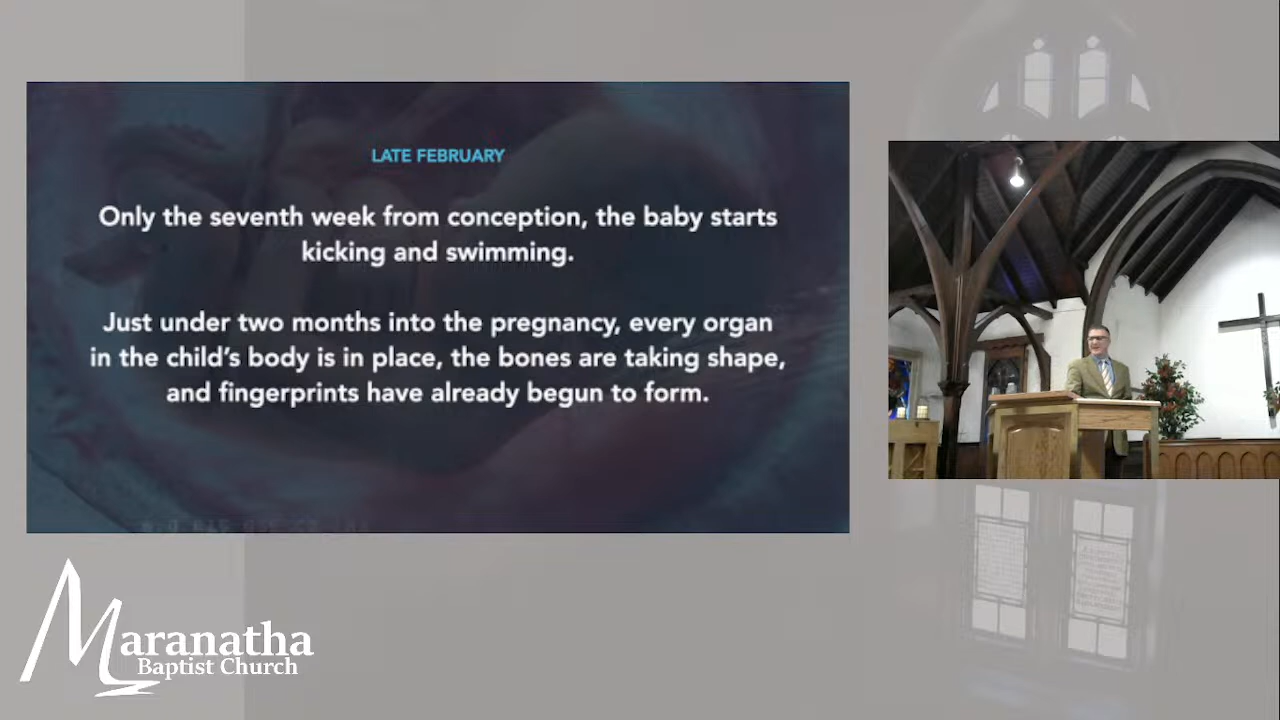 LATE FEBRUARY
Only the seventh week from conception, the baby starts
kicking and swimming.
Just under two months into the pregnancy, every organ
in the child's body is in place, the bones are taking shape,
and fingerprints have already begun to form.
Maranatha
Baptist Church